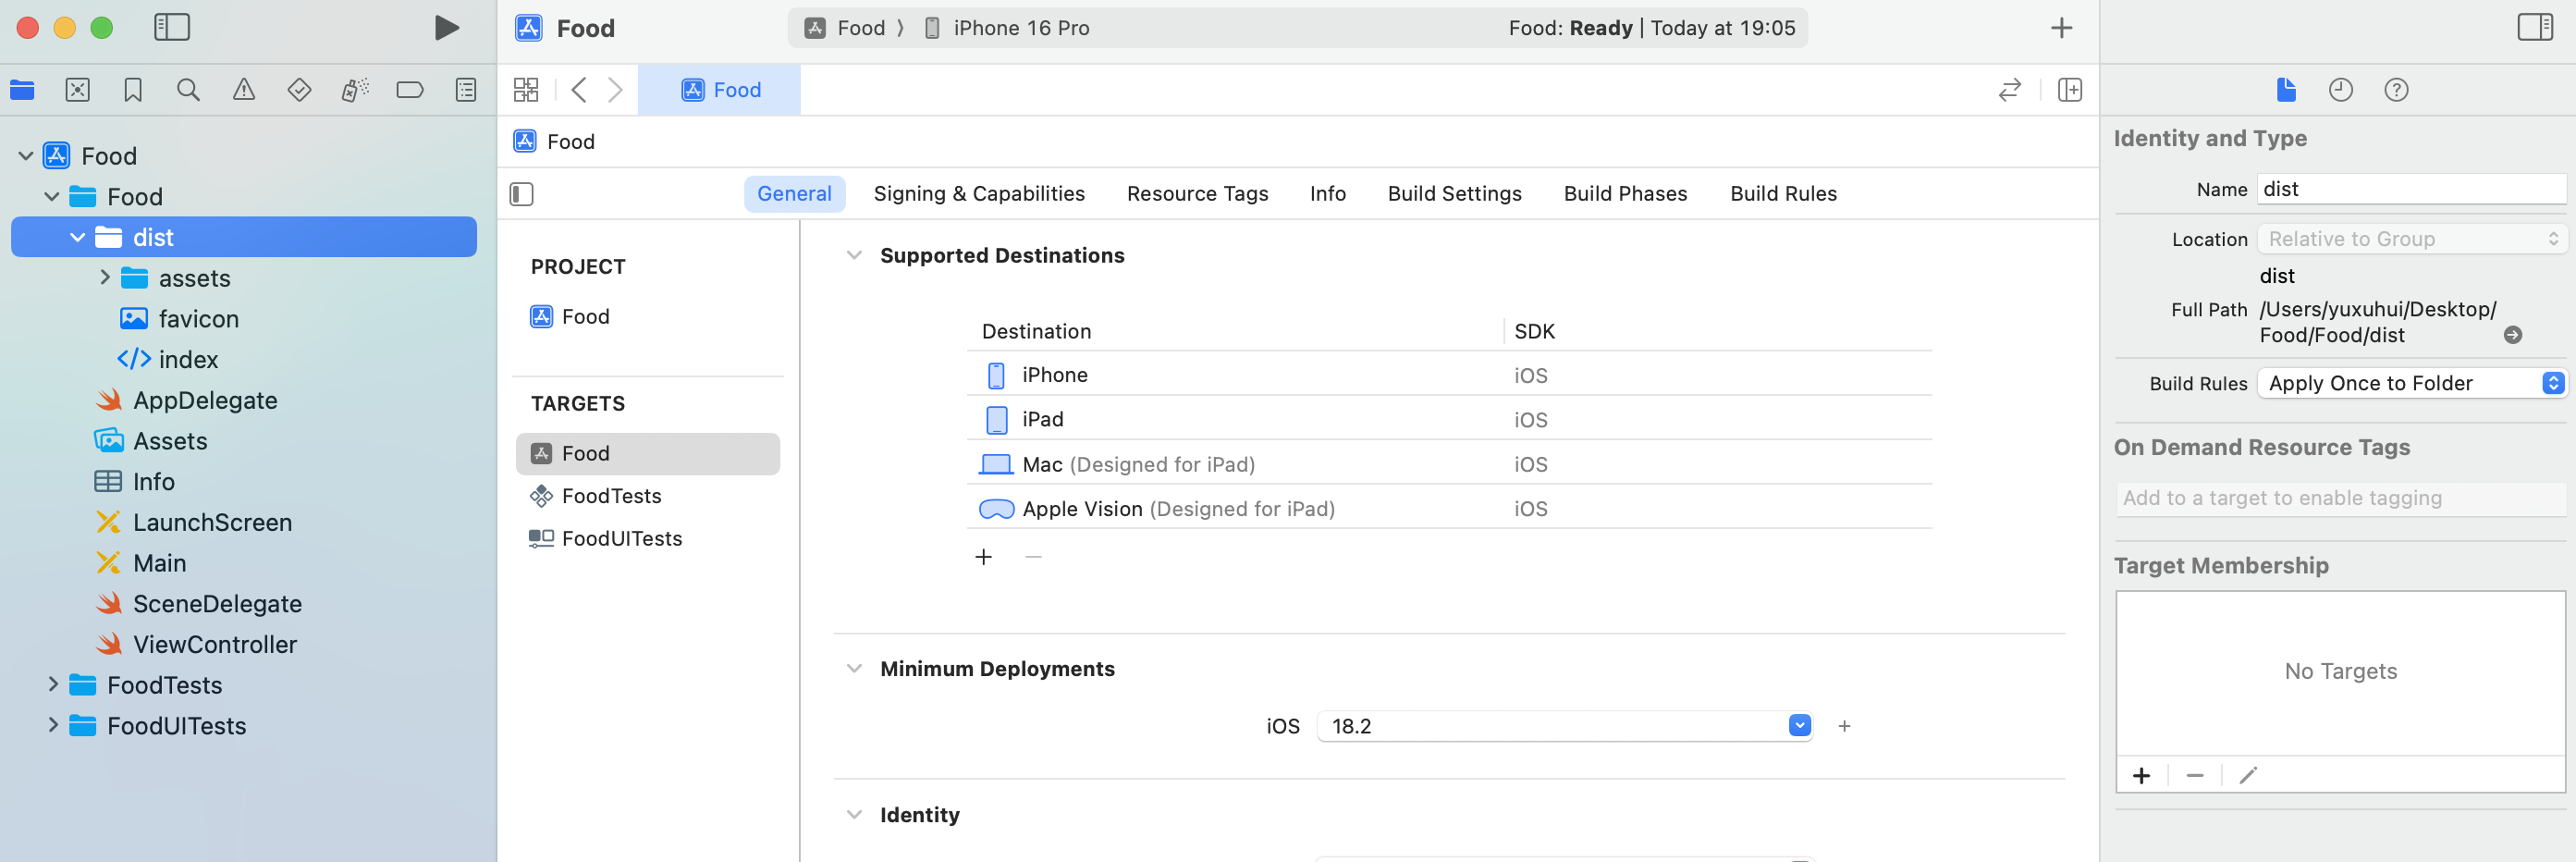 Food
Food
iPhone 16 Pro
Food: Ready | Today at 19:05
Food
Food
Food
Food
dist
assets
favicon
index
AppDelegate
Assets
Info
LaunchScreen
Main
SceneDelegate
ViewController
FoodTests
FoodUITests
General
Signing & Capabilities
Resource Tags
Info
Build Settings
Build Phases
Build Rules
PROJECT
Food
TARGETS
Food
FoodTests
FoodUITests
Supported Destinations
Destination
SDK
iPhone
iOS
iPad
iOS
Mac (Designed for iPad)
iOS
Apple Vision (Designed for iPad)
iOS
Minimum Deployments
iOS
18.2
Identity
Identity and Type
Name
dist
Location
Relative to Group
dist
Full Path
/Users/yuxuhui/Desktop/
Food/Food/dist
Build Rules
Apply Once to Folder
On Demand Resource Tags
Add to a target to enable tagging
Target Membership
No Targets